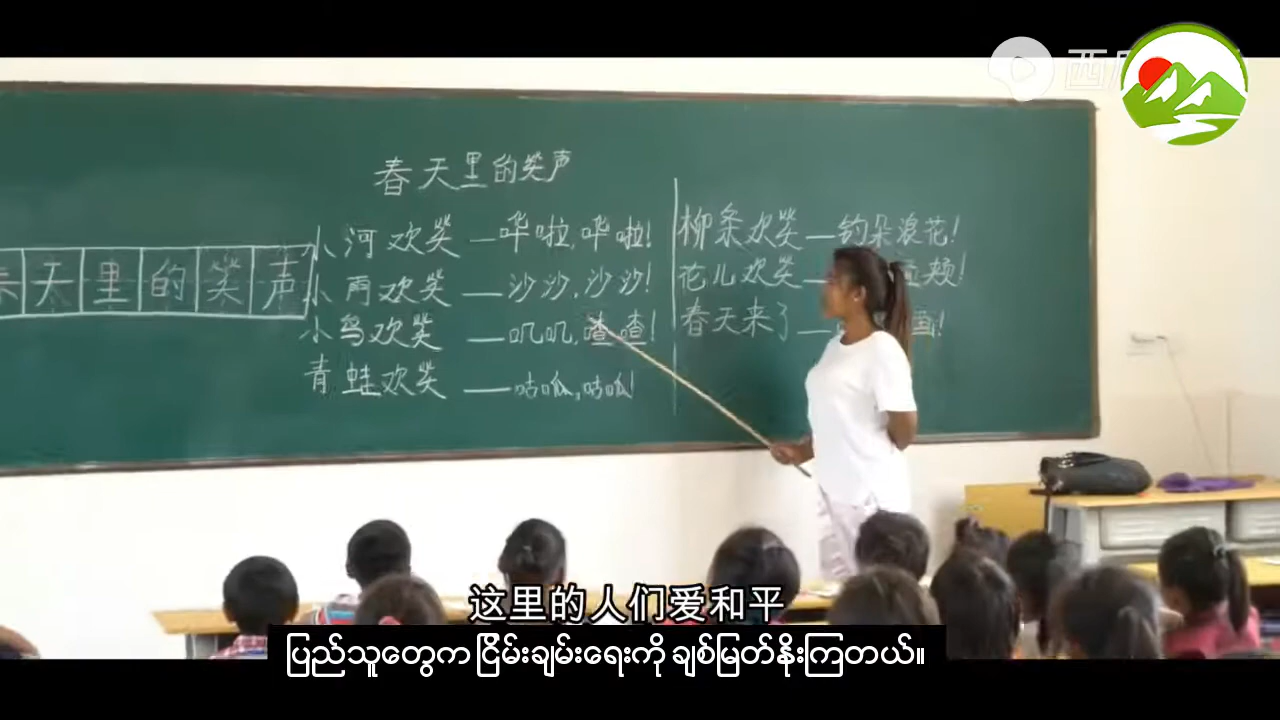 春天里的笑声
天里的笑声
小河欢笑—哗啦,哗啦!
小雨欢笑—沙沙,沙沙!
小鸟欢笑—叽叽,喳喳!
青蛙欢笑—咕呱,咕呱!
柳条欢笑—钓朵浪花!
花儿欢笑—颊!
春天来了—画!
这里的人们爱和平
ပြည်သူတွေက ငြိမ်းချမ်းရေးကို ချစ်မြတ်နိုးကြတယ်။